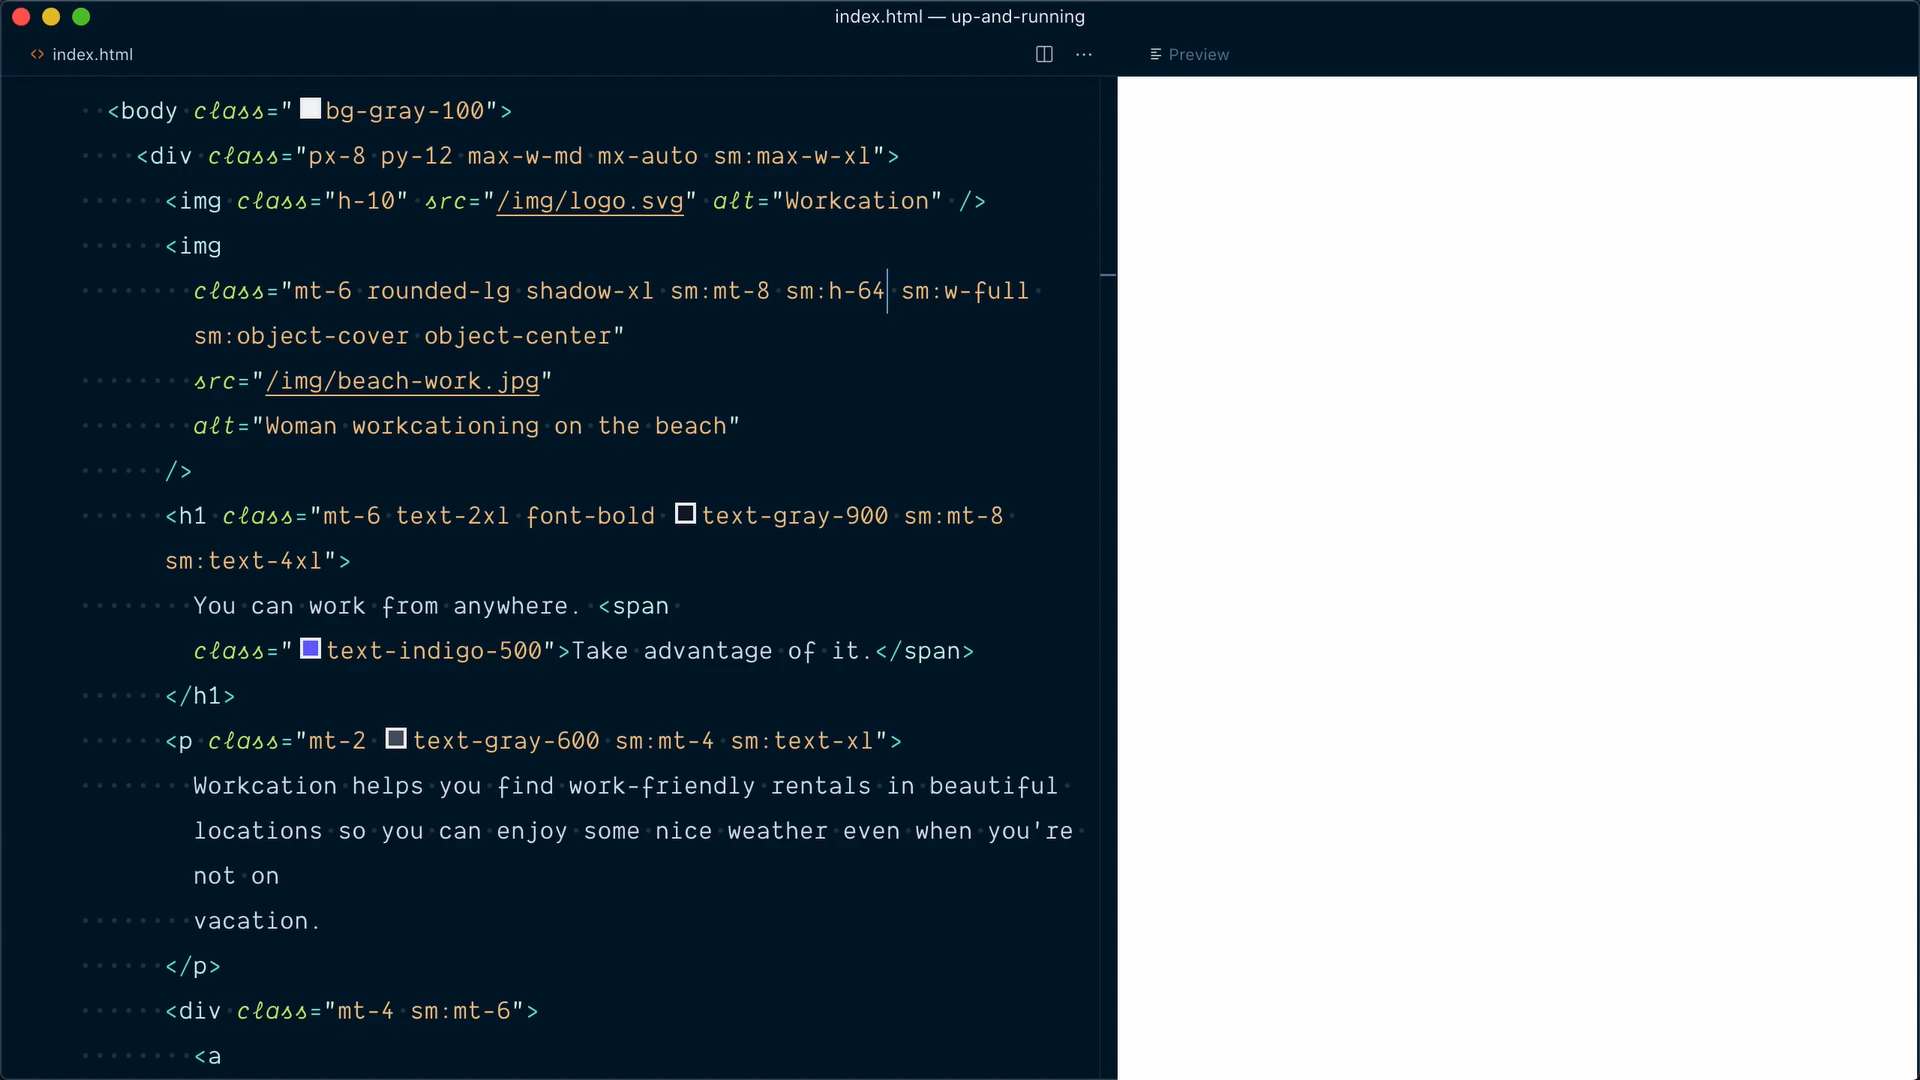 index.html — up-and-running
<> index.html
Preview
<body class="bg-gray-100">
<div class="px-8 py-12 max-w-md mx-auto sm:max-w-xl">
<img class="h-10" src="/img/logo.svg" alt="Workcation" />
<img
class="mt-6 rounded-lg shadow-xl sm:mt-8 sm:h-64 sm:w-full
sm:object-cover object-center"
src="/img/beach-work.jpg"
alt="Woman workcationing on the beach"
/>
<h1 class="mt-6 text-2xl font-bold text-gray-900 sm:mt-8
sm:text-4xl">
You can work from anywhere. <span
class="text-indigo-500">Take advantage of it.</span>
</h1>
<p class="mt-2 text-gray-600 sm:mt-4 sm:text-xl">
Workcation helps you find work-friendly rentals in beautiful
locations so you can enjoy some nice weather even when you're
not on
vacation.
</p>
<div class="mt-4 sm:mt-6">
<a